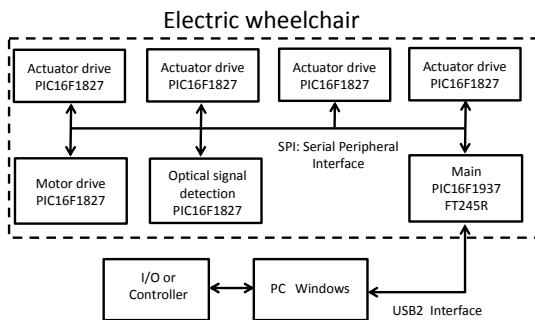 Electric wheelchair
Actuator drive
PIC16F1827
Actuator drive
PIC16F1827
Actuator drive
PIC16F1827
Actuator drive
PIC16F1827
SPI: Serial Peripheral
Interface
Motor drive
PIC16F1827
Optical signal
detection
PIC16F1827
Main
PIC16F1937
FT245R
I/O or
Controller
PC Windows
USB2 Interface